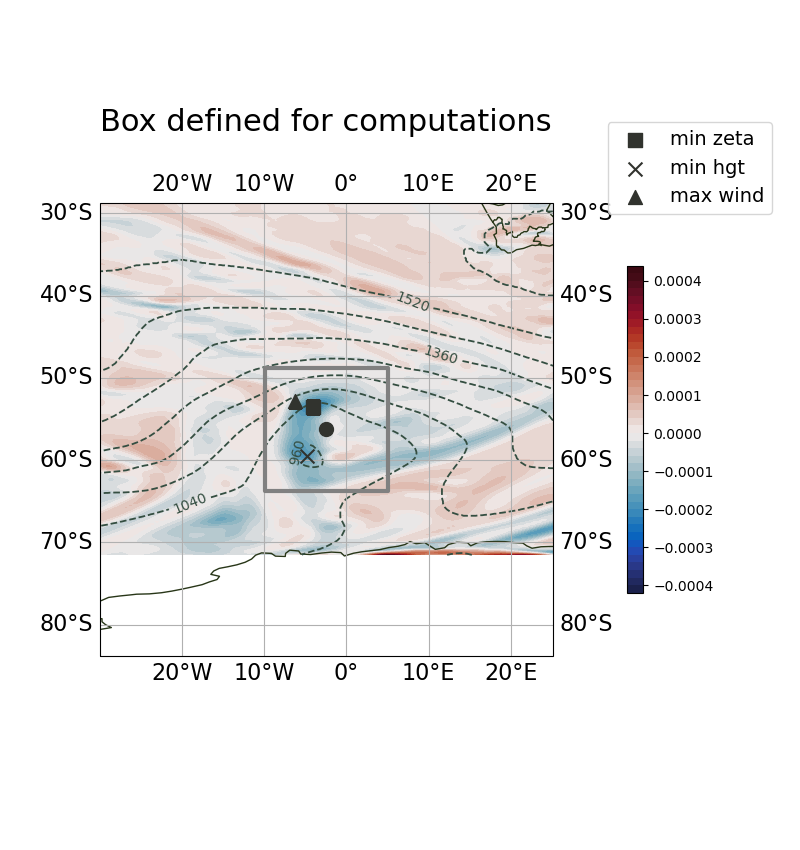 Box defined for computations
min zeta
min hgt
max wind
20°W 10°W 0° 10°E 20°E
30°S 30°S
40°S 40°S
50°S 50°S
60°S 60°S
70°S 70°S
80°S 80°S
20°W 10°W 0° 10°E 20°E
1520
1360
960
1040
0.0004
0.0003
0.0002
0.0001
0.0000
−0.0001
−0.0002
−0.0003
−0.0004